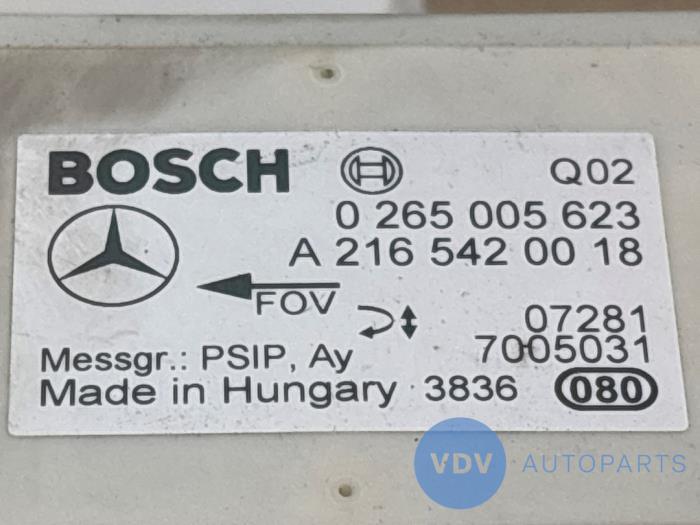 BOSCH Q02
0 265 005 623
A 216 542 00 18
FOV
07281
Messgr.: PSIP, Ay 7005031
Made in Hungary 3836 080
VDV AUTOPARTS